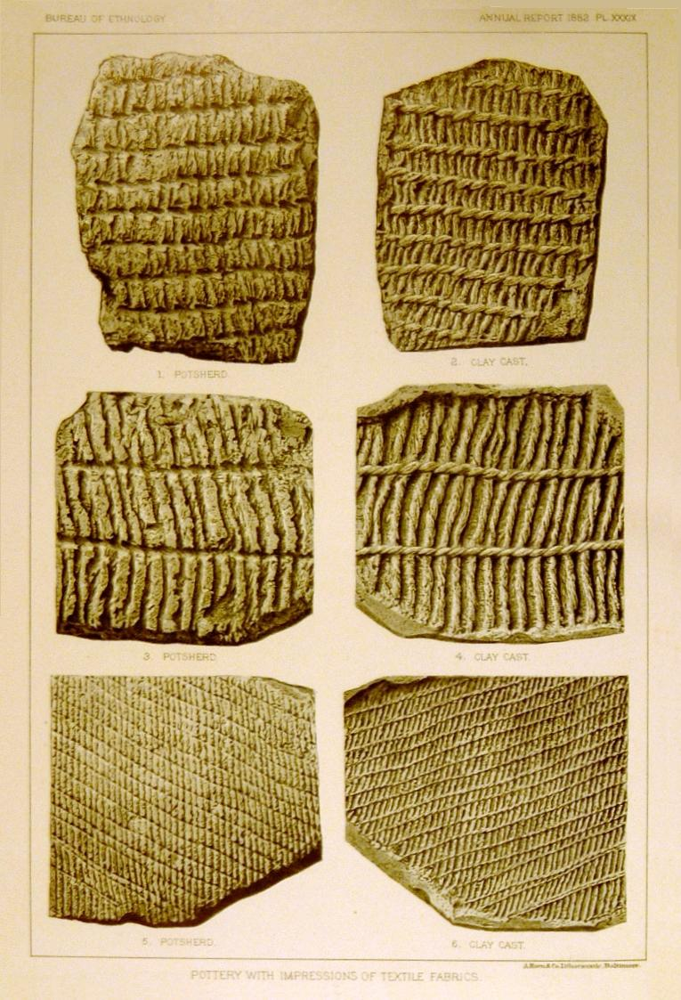 BUREAU OF ETHNOLOGY
ANNUAL REPORT 1882 PL. XXXIX
1. POTSHERD.
2. CLAY CAST.
3. POTSHERD.
4. CLAY CAST.
5. POTSHERD.
6. CLAY CAST.
A. Hoen & Co. Lithocaustic, Baltimore.
POTTERY WITH IMPRESSIONS OF TEXTILE FABRICS.